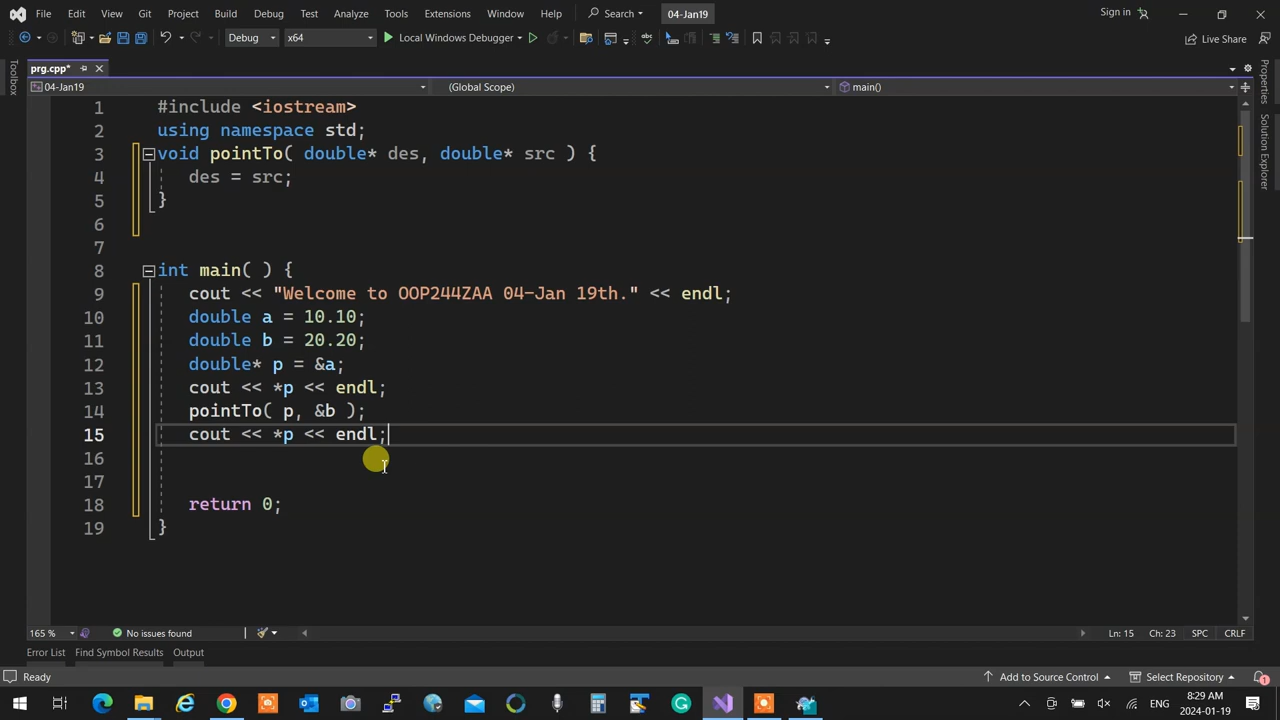 File Edit View Git Project Build Debug Test Analyze Tools Extensions Window Help Search 04-Jan19 Sign in
Debug x64 Local Windows Debugger Live Share
Toolbox
prg.cpp*
04-Jan19 (Global Scope) main()
1 #include <iostream>
2 using namespace std;
3 void pointTo( double* des, double* src ) {
4 des = src;
5 }
6
7
8 int main( ) {
9 cout << "Welcome to OOP244ZAA 04-Jan 19th." << endl;
10 double a = 10.10;
11 double b = 20.20;
12 double* p = &a;
13 cout << *p << endl;
14 pointTo( p, &b );
15 cout << *p << endl;
16
17
18 return 0;
19 }
Properties
Solution Explorer
165 % No issues found Ln: 15 Ch: 23 SPC CRLF
Error List Find Symbol Results Output
Ready Add to Source Control Select Repository 1
ENG 8:29 AM
2024-01-19